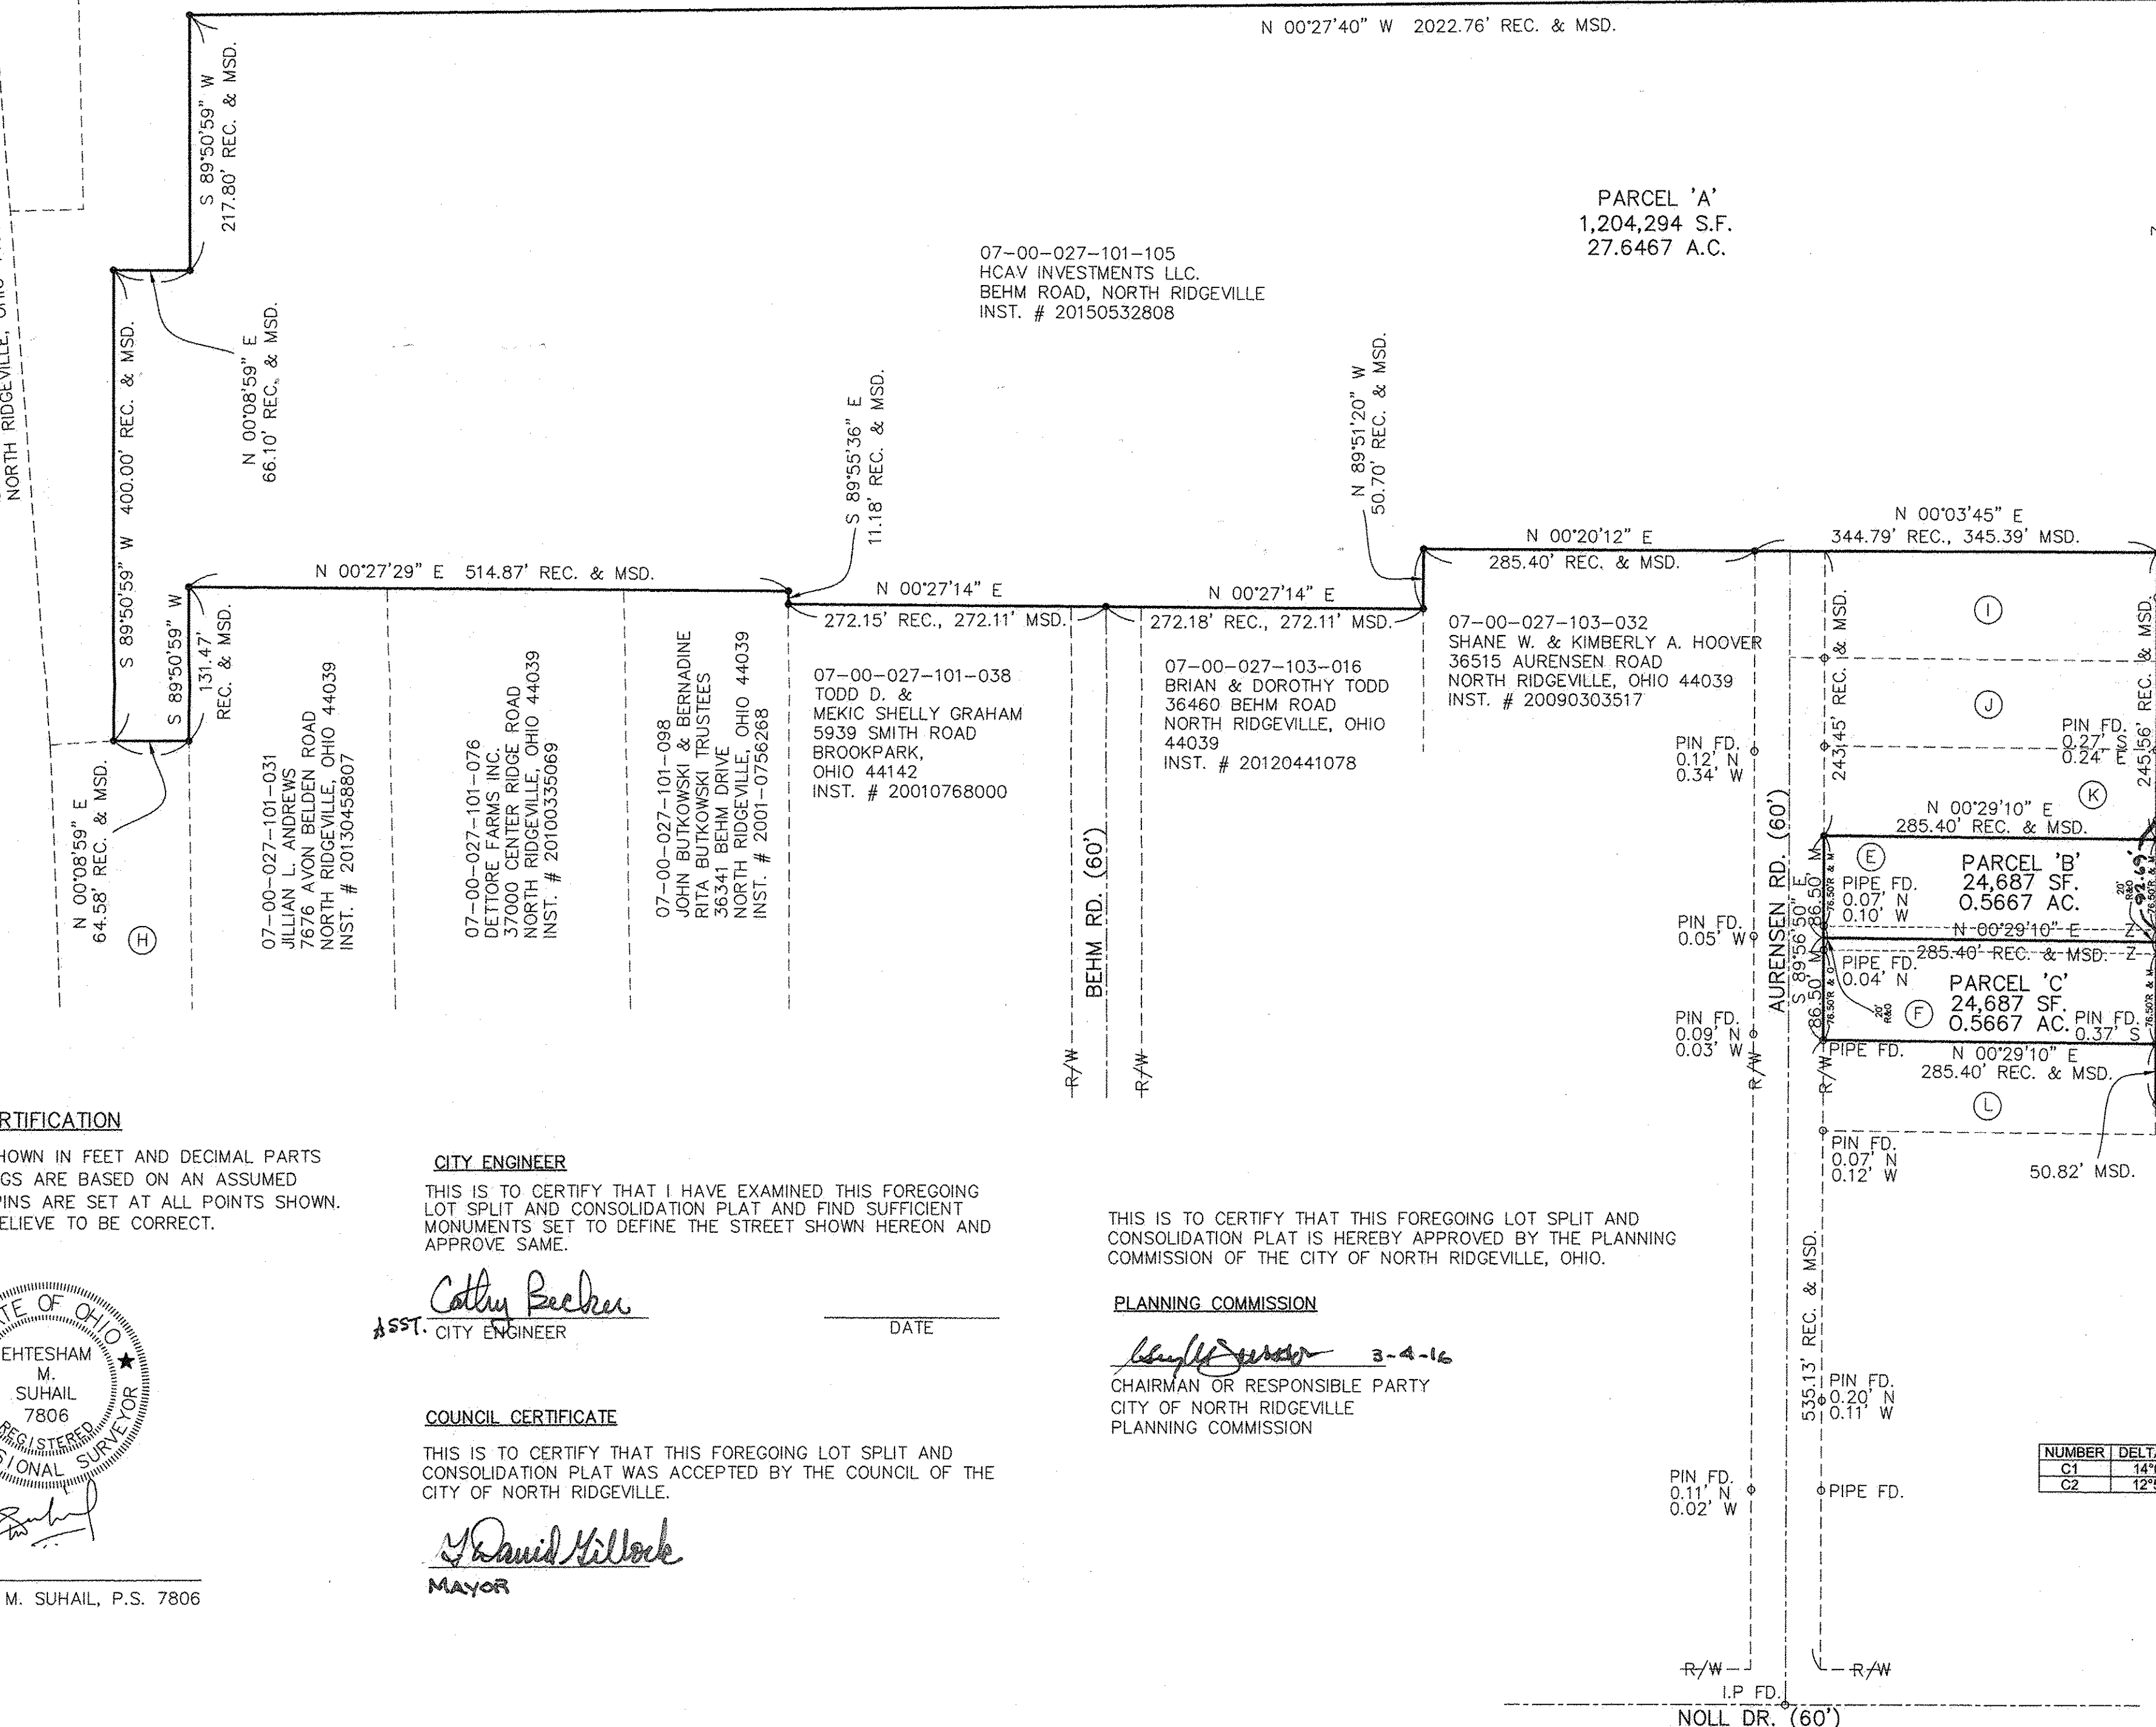 N 00°27'40" W 2022.76' REC. & MSD.
S 89°50'59" W
217.80' REC. & MSD.
NORTH RIDGEVILLE,
S 89°50'59" W 400.00' REC. & MSD.
N 00°08'59" E
66.10' REC. & MSD.
PARCEL 'A'
1,204,294 S.F.
27.6467 A.C.
07-00-027-101-105
HCAV INVESTMENTS LLC.
BEHM ROAD, NORTH RIDGEVILLE
INST. # 20150532808
S 89°55'36" E
11.18' REC. & MSD.
N 89°51'20" W
50.70' REC. & MSD.
N 00°27'29" E 514.87' REC. & MSD.
N 00°27'14" E
272.15' REC., 272.11' MSD.
N 00°27'14" E
272.18' REC., 272.11' MSD.
N 00°20'12" E
285.40' REC. & MSD.
N 00°03'45" E
344.79' REC., 345.39' MSD.
S 89°50'59" W
131.47'
REC. & MSD.
N 00°08'59" E
64.58' REC. & MSD.
H
07-00-027-101-031
JILLIAN L. ANDREWS
7676 AVON BELDEN ROAD
NORTH RIDGEVILLE, OHIO 44039
INST. # 20130458807
07-00-027-101-076
DETTORE FARMS INC.
37000 CENTER RIDGE ROAD
NORTH RIDGEVILLE, OHIO 44039
INST. # 20100335069
07-00-027-101-098
JOHN BUTKOWSKI & BERNADINE
RITA BUTKOWSKI TRUSTEES
36341 BEHM DRIVE
NORTH RIDGEVILLE, OHIO 44039
INST. # 2001-0756268
07-00-027-101-038
TODD D. &
MEKIC SHELLY GRAHAM
5939 SMITH ROAD
BROOKPARK,
OHIO 44142
INST. # 20010768000
BEHM RD. (60')
R/W
R/W
07-00-027-103-016
BRIAN & DOROTHY TODD
36460 BEHM ROAD
NORTH RIDGEVILLE, OHIO
44039
INST. # 20120441078
07-00-027-103-032
SHANE W. & KIMBERLY A. HOOVER
36515 AURENSEN ROAD
NORTH RIDGEVILLE, OHIO 44039
INST. # 20090303517
I
J
243.45' REC. & MSD.
245.56' REC. & MSD.
PIN FD.
0.27' S
0.24' E
PIN FD.
0.12' N
0.34' W
K
N 00°29'10" E
285.40' REC. & MSD.
AURENSEN RD. (60')
S 89°56'50" E
86.50' M
86.50' M
76.50'R & M
76.50'R & O
E
PIPE FD.
0.07' N
0.10' W
PARCEL 'B'
24,687 SF.
0.5667 AC.
20'
R&O
92.69'
76.50'R & M
PIN FD.
0.05' W
N 00°29'10" E
285.40' REC. & MSD.
Z
Z
PIPE FD.
0.04' N
PARCEL 'C'
24,687 SF.
0.5667 AC.
20'
R&O
F
PIN FD.
0.37' S
76.50'R & M
PIN FD.
0.09' N
0.03' W
R/W
R/W
PIPE FD.
N 00°29'10" E
285.40' REC. & MSD.
L
PIN FD.
0.07' N
0.12' W
50.82' MSD.
535.13' REC. & MSD.
PIN FD.
0.20' N
0.11' W
PIN FD.
0.11' N
0.02' W
PIPE FD.
NUMBER DELT
C1 14°
C2 12°
R/W
R/W
I.P FD.
NOLL DR. (60')
RTIFICATION
HOWN IN FEET AND DECIMAL PARTS
GS ARE BASED ON AN ASSUMED
PINS ARE SET AT ALL POINTS SHOWN.
ELIEVE TO BE CORRECT.
TE OF OHIO
EHTESHAM
M.
SUHAIL
7806
REGISTERED
SIONAL SURVEYOR
M. SUHAIL, P.S. 7806
CITY ENGINEER
THIS IS TO CERTIFY THAT I HAVE EXAMINED THIS FOREGOING
LOT SPLIT AND CONSOLIDATION PLAT AND FIND SUFFICIENT
MONUMENTS SET TO DEFINE THE STREET SHOWN HEREON AND
APPROVE SAME.
Cathy Becker
ASST. CITY ENGINEER
DATE
COUNCIL CERTIFICATE
THIS IS TO CERTIFY THAT THIS FOREGOING LOT SPLIT AND
CONSOLIDATION PLAT WAS ACCEPTED BY THE COUNCIL OF THE
CITY OF NORTH RIDGEVILLE.
G David Gillock
MAYOR
THIS IS TO CERTIFY THAT THIS FOREGOING LOT SPLIT AND
CONSOLIDATION PLAT IS HEREBY APPROVED BY THE PLANNING
COMMISSION OF THE CITY OF NORTH RIDGEVILLE, OHIO.
PLANNING COMMISSION
3-4-16
CHAIRMAN OR RESPONSIBLE PARTY
CITY OF NORTH RIDGEVILLE
PLANNING COMMISSION